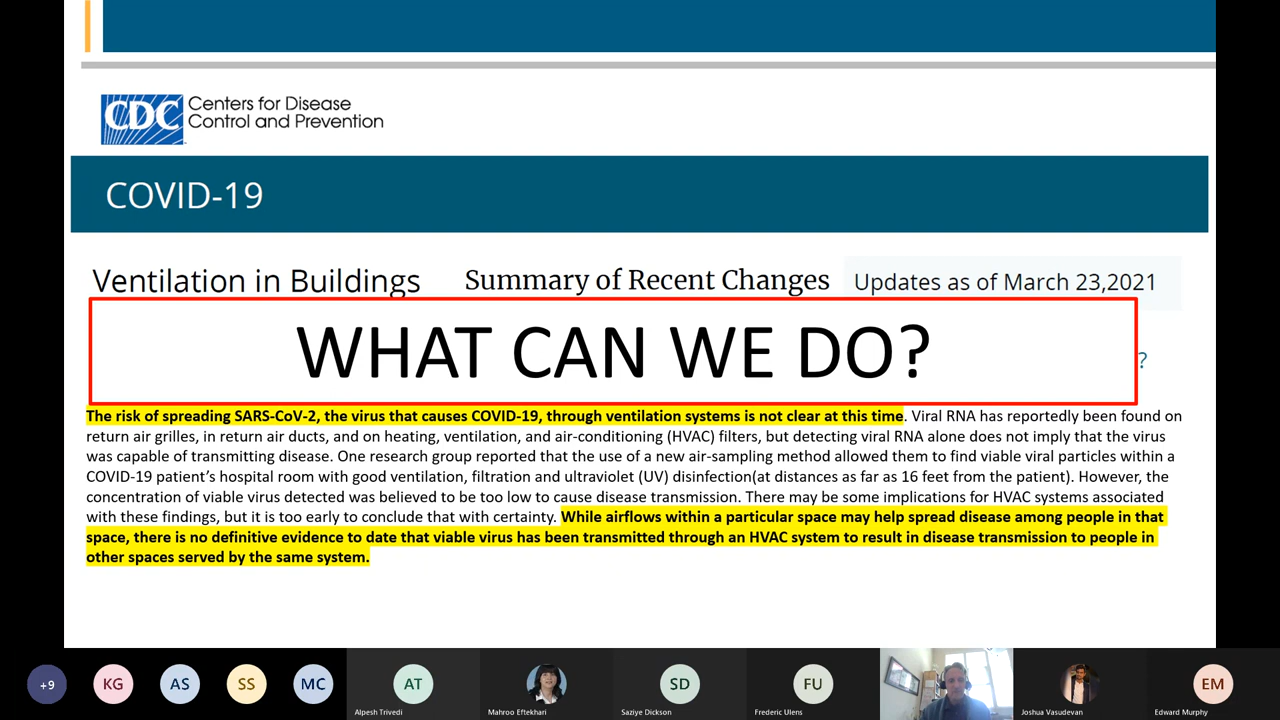 CDC Centers for Disease
Control and Prevention
COVID-19
Ventilation in Buildings Summary of Recent Changes Updates as of March 23,2021
WHAT CAN WE DO?
?
The risk of spreading SARS-CoV-2, the virus that causes COVID-19, through ventilation systems is not clear at this time. Viral RNA has reportedly been found on
return air grilles, in return air ducts, and on heating, ventilation, and air-conditioning (HVAC) filters, but detecting viral RNA alone does not imply that the virus
was capable of transmitting disease. One research group reported that the use of a new air-sampling method allowed them to find viable viral particles within a
COVID-19 patient’s hospital room with good ventilation, filtration and ultraviolet (UV) disinfection(at distances as far as 16 feet from the patient). However, the
concentration of viable virus detected was believed to be too low to cause disease transmission. There may be some implications for HVAC systems associated
with these findings, but it is too early to conclude that with certainty. While airflows within a particular space may help spread disease among people in that
space, there is no definitive evidence to date that viable virus has been transmitted through an HVAC system to result in disease transmission to people in
other spaces served by the same system.
+9 KG AS SS MC AT SD FU EM
Alpesh Trivedi Mahroo Eftekhari Saziye Dickson Frederic Ulens Joshua Vasudevan Edward Murphy